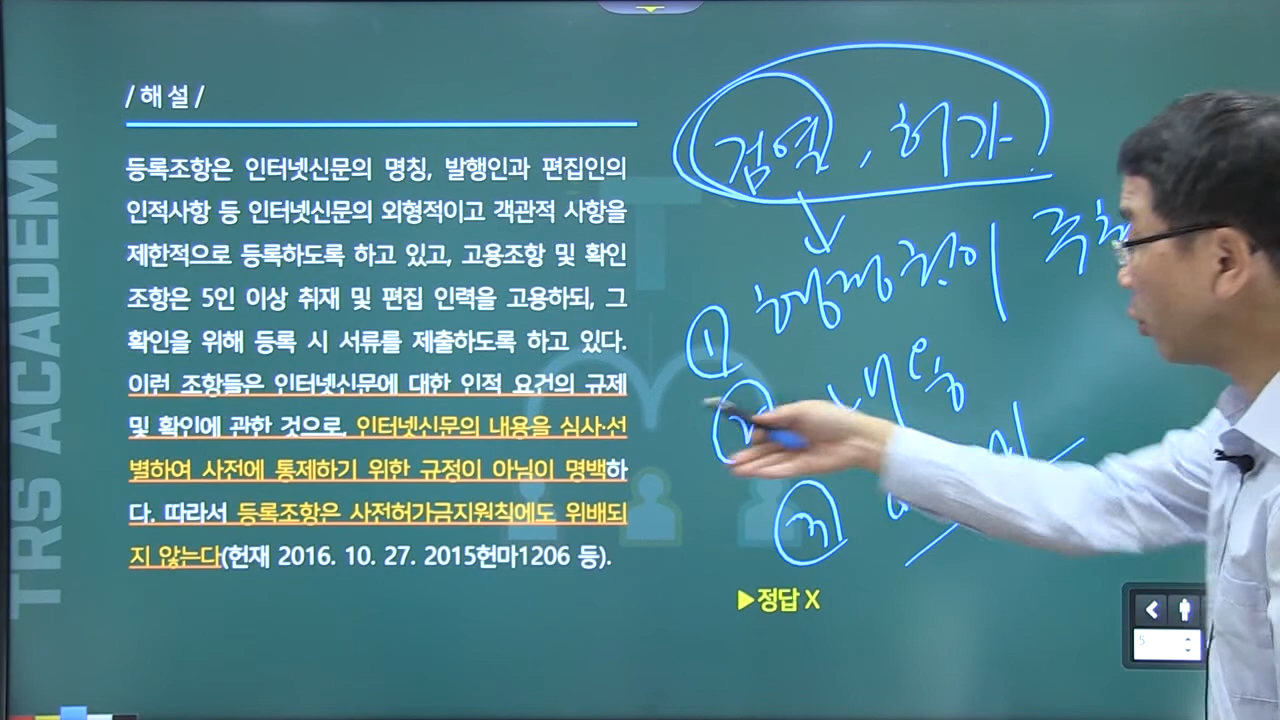 / 해 설 /
등록조항은 인터넷신문의 명칭, 발행인과 편집인의
인적사항 등 인터넷신문의 외형적이고 객관적 사항을
제한적으로 등록하도록 하고 있고, 고용조항 및 확인
조항은 5인 이상 취재 및 편집 인력을 고용하되, 그
확인을 위해 등록 시 서류를 제출하도록 하고 있다.
이런 조항들은 인터넷신문에 대한 인적 요건의 규제
및 확인에 관한 것으로, 인터넷신문의 내용을 심사·선
별하여 사전에 통제하기 위한 규정이 아님이 명백하
다. 따라서 등록조항은 사전허가금지원칙에도 위배되
지 않는다(헌재 2016. 10. 27. 2015헌마1206 등).
검열, 허가
① 행정권이 주
내용
▶정답 X
TRS ACADEMY
5